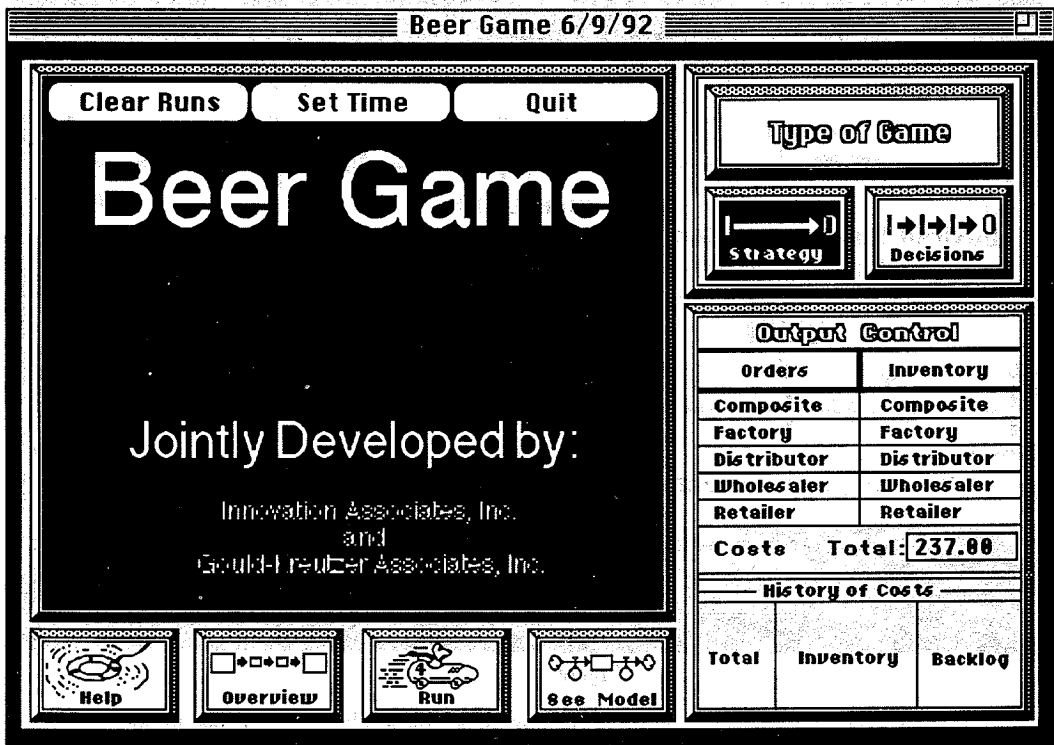 Beer Game 6/9/92
Clear Runs Set Time Quit
Beer Game
Jointly Developed by:
Innovation Associates, Inc.
and
Gould-Kreutzer Associates, Inc.
Help
Overview
Run
See Model
Type of Game
I O
Strategy
I I I O
Decisions
Output Control
Orders Inventory
Composite Composite
Factory Factory
Distributor Distributor
Wholesaler Wholesaler
Retailer Retailer
Costs Total: 237.00
History of Costs
Total Inventory Backlog